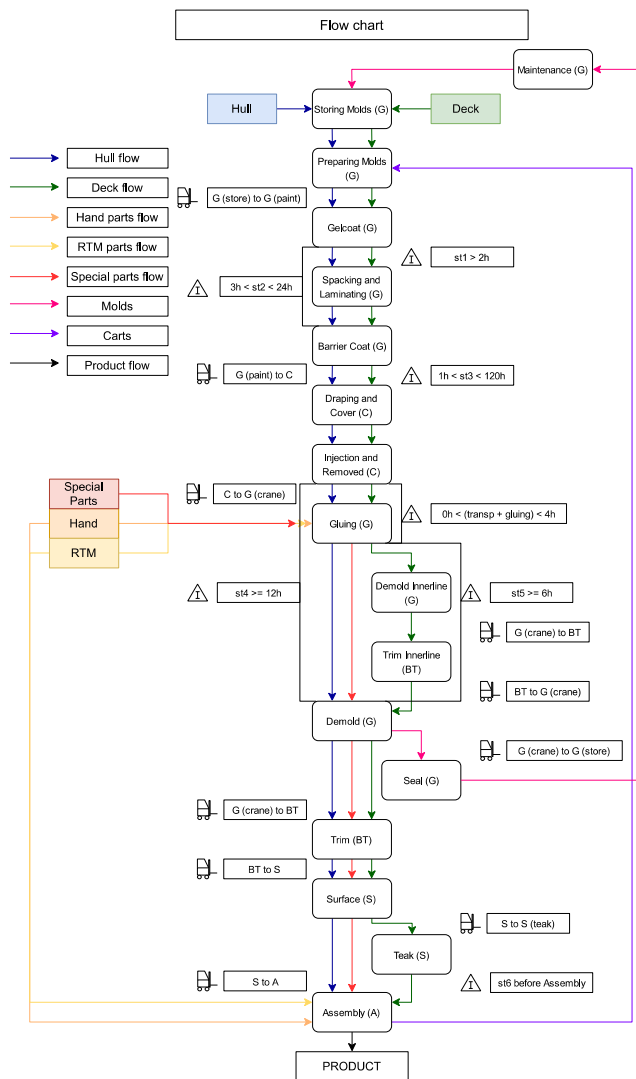 Flow chart
Maintenance (G)
Hull
Storing Molds (G)
Deck
Hull flow
Preparing Molds
(G)
Deck flow
G (store) to G (paint)
Hand parts flow
Gelcoat (G)
RTM parts flow
I
st1 > 2h
Special parts flow
I
3h < st2 < 24h
Spacking and
Laminating (G)
Molds
Carts
Barrier Coat (G)
Product flow
G (paint) to C
I
1h < st3 < 120h
Draping and
Cover (C)
Injection and
Removed (C)
Special
Parts
C to G (crane)
Hand
Gluing (G)
I
0h < (transp + gluing) < 4h
RTM
I
st4 >= 12h
Demold Innerline
(G)
I
st5 >= 6h
G (crane) to BT
Trim Innerline
(BT)
BT to G (crane)
Demold (G)
G (crane) to G (store)
Seal (G)
G (crane) to BT
Trim (BT)
BT to S
Surface (S)
S to S (teak)
Teak (S)
S to A
I
st6 before Assembly
Assembly (A)
PRODUCT